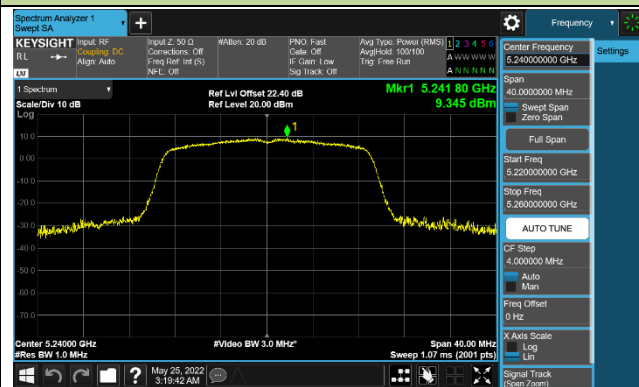 Spectrum Analyzer 1
Swept SA
Frequency
KEYSIGHT
RL
LXI
Input: RF
Coupling: DC
Align: Auto
Input Z: 50 Ω
Corrections: Off
Freq Ref: Int (S)
NFE: Off
#Atten: 20 dB
PNO: Fast
Gate: Off
IF Gain: Low
Sig Track: Off
Avg Type: Power (RMS)
Avg|Hold: 100/100
Trig: Free Run
1 2 3 4 5 6
A W W W W W
A N N N N N
1 Spectrum
Scale/Div 10 dB
Log
Ref Lvl Offset 22.40 dB
Ref Level 20.00 dBm
Mkr1 5.241 80 GHz
9.345 dBm
1
10.0
0.00
-10.0
-20.0
-30.0
-40.0
-50.0
-60.0
-70.0
Center 5.24000 GHz
#Res BW 1.0 MHz
#Video BW 3.0 MHz*
Span 40.00 MHz
Sweep 1.07 ms (2001 pts)
Center Frequency
5.240000000 GHz
Settings
Span
40.0000000 MHz
Swept Span
Zero Span
Full Span
Start Freq
5.220000000 GHz
Stop Freq
5.260000000 GHz
AUTO TUNE
CF Step
4.000000 MHz
Auto
Man
Freq Offset
0 Hz
X Axis Scale
Log
Lin
Signal Track
(Span Zoom)
May 25, 2022
3:19:42 AM